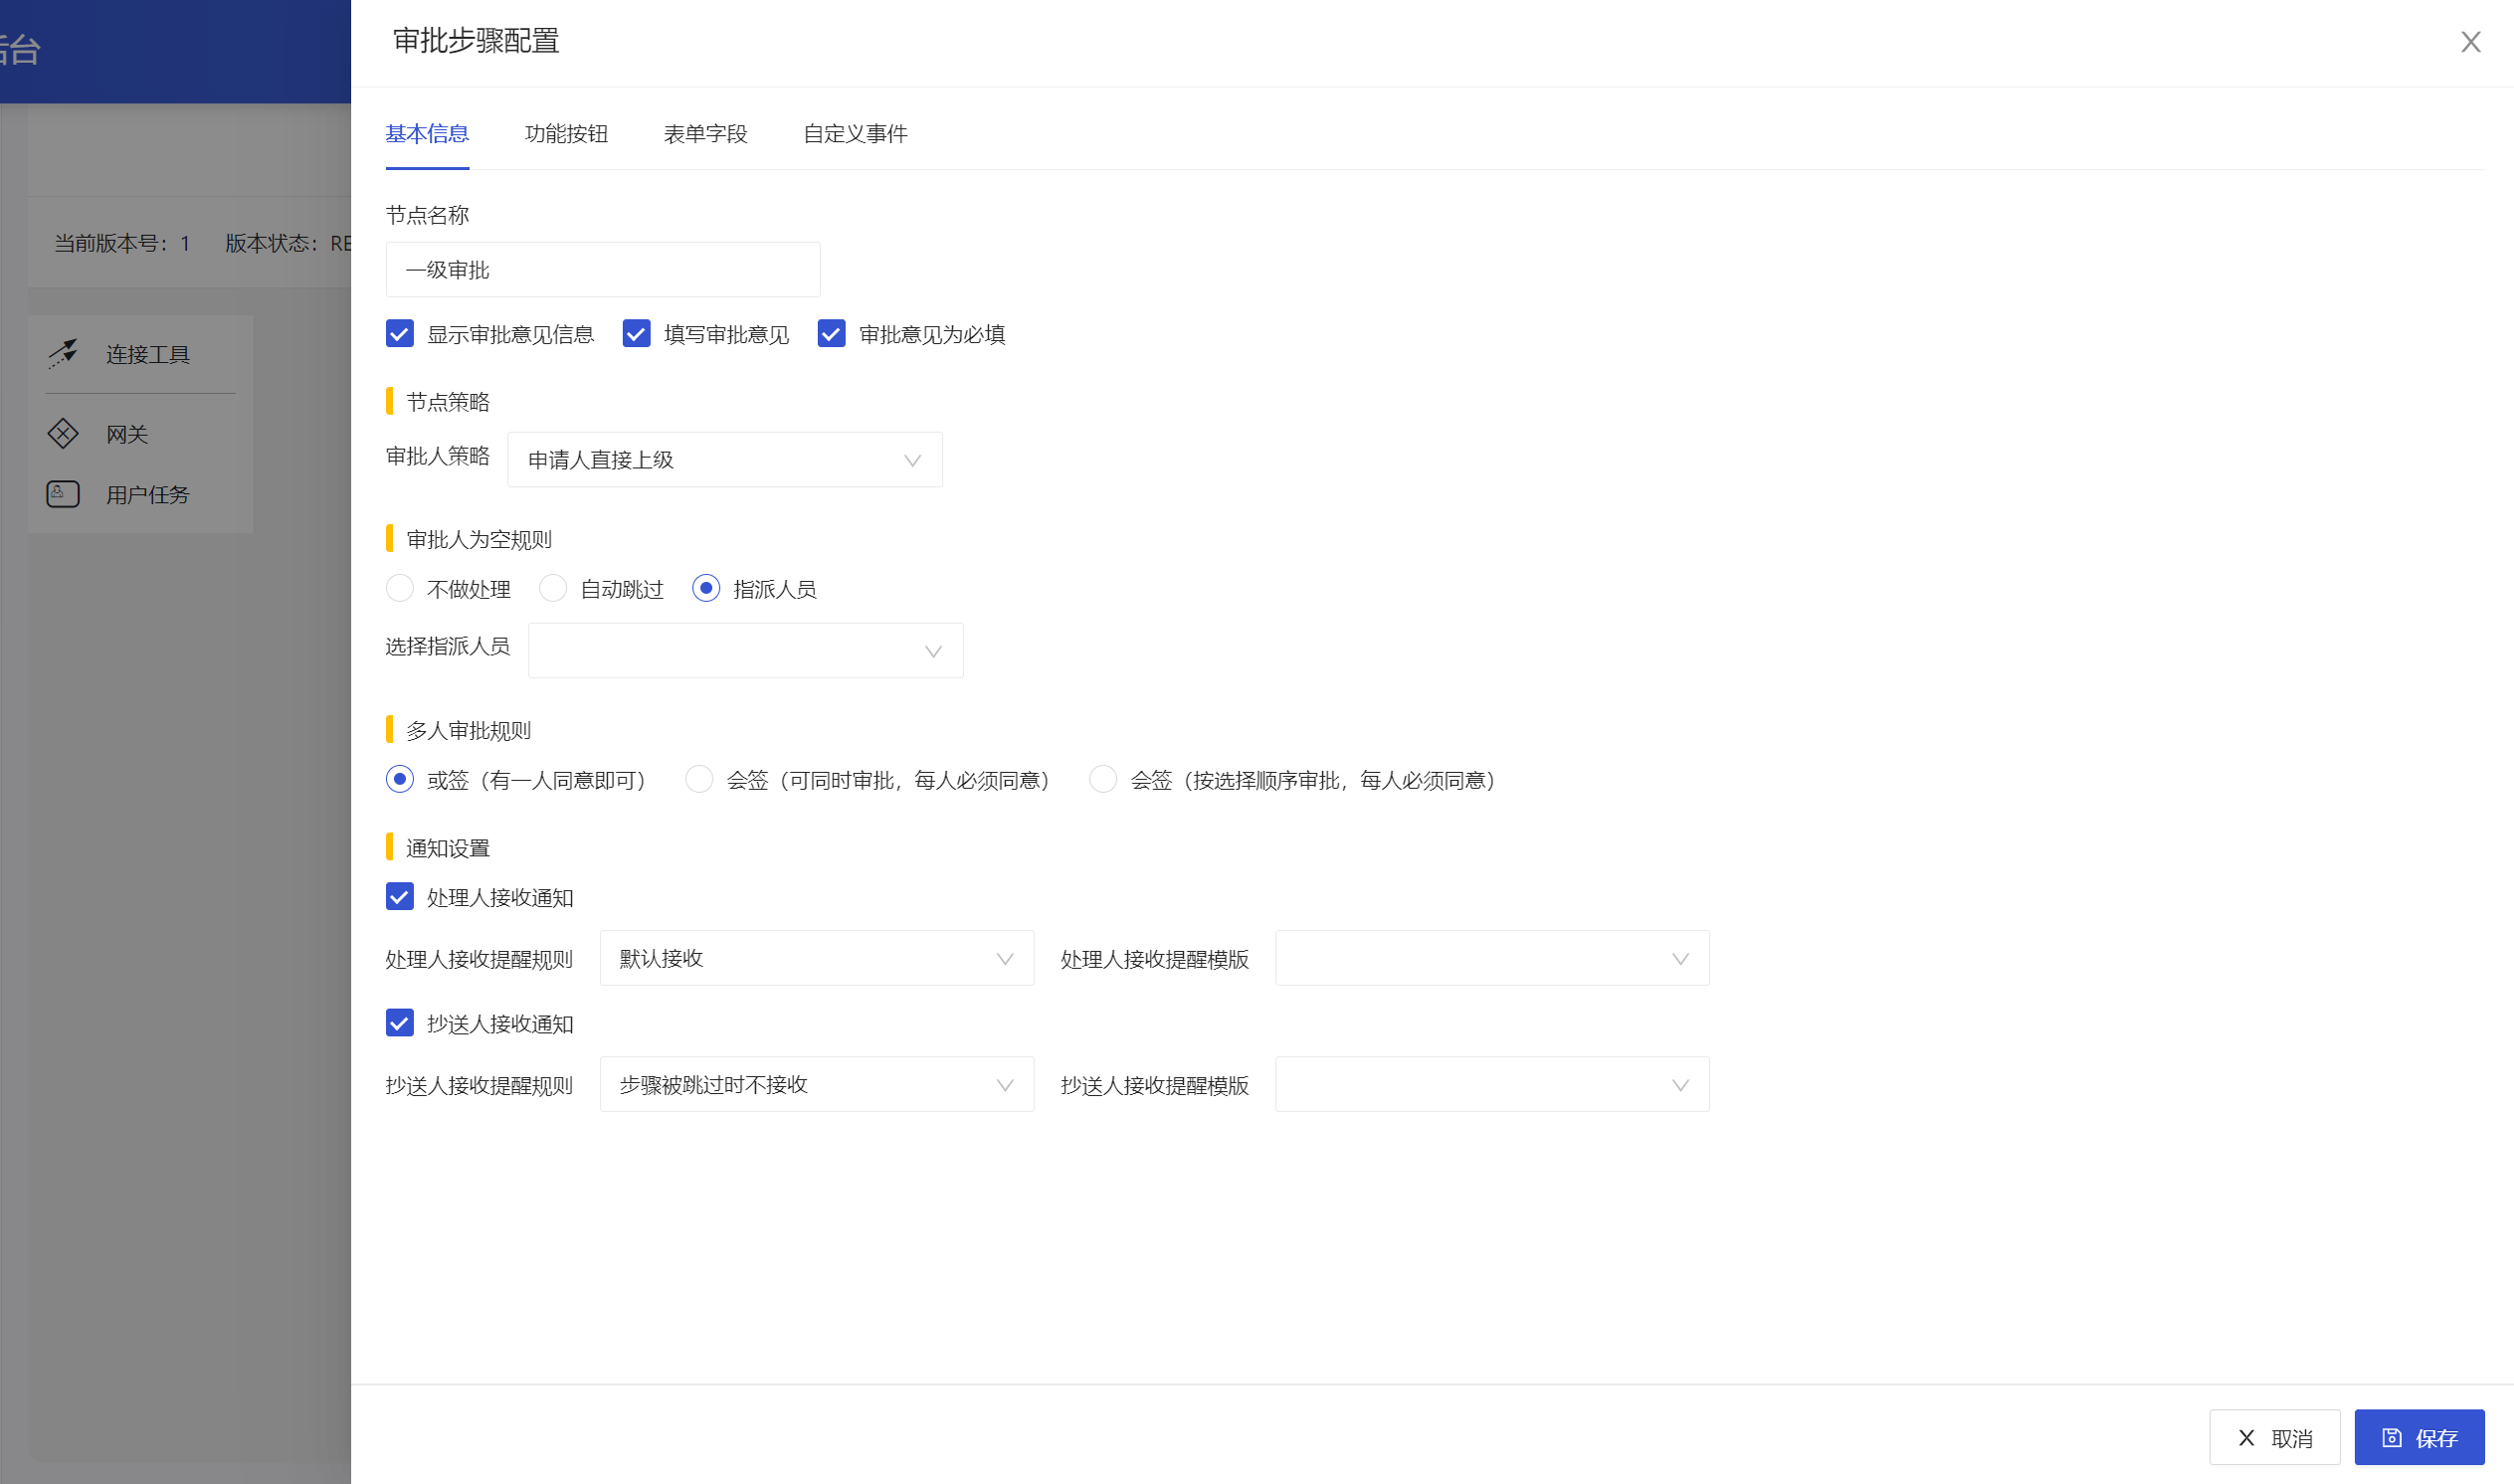 后台
审批步骤配置
基本信息 功能按钮 表单字段 自定义事件
当前版本号：1 版本状态：RE
节点名称
一级审批
显示审批意见信息 填写审批意见 审批意见为必填
连接工具
网关
用户任务
节点策略
审批人策略 申请人直接上级
审批人为空规则
不做处理 自动跳过 指派人员
选择指派人员
多人审批规则
或签（有一人同意即可） 会签（可同时审批，每人必须同意） 会签（按选择顺序审批，每人必须同意）
通知设置
处理人接收通知
处理人接收提醒规则 默认接收 处理人接收提醒模版
抄送人接收通知
抄送人接收提醒规则 步骤被跳过时不接收 抄送人接收提醒模版
取消 保存